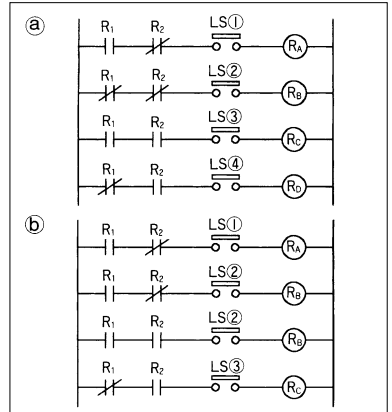 ⓐ
R₁ R₂ LS① R_A
R₁ R₂ LS② R_B
R₁ R₂ LS③ R_C
R₁ R₂ LS④ R_D
ⓑ
R₁ R₂ LS① R_A
R₁ R₂ LS② R_B
R₁ R₂ LS② R_B
R₁ R₂ LS③ R_C